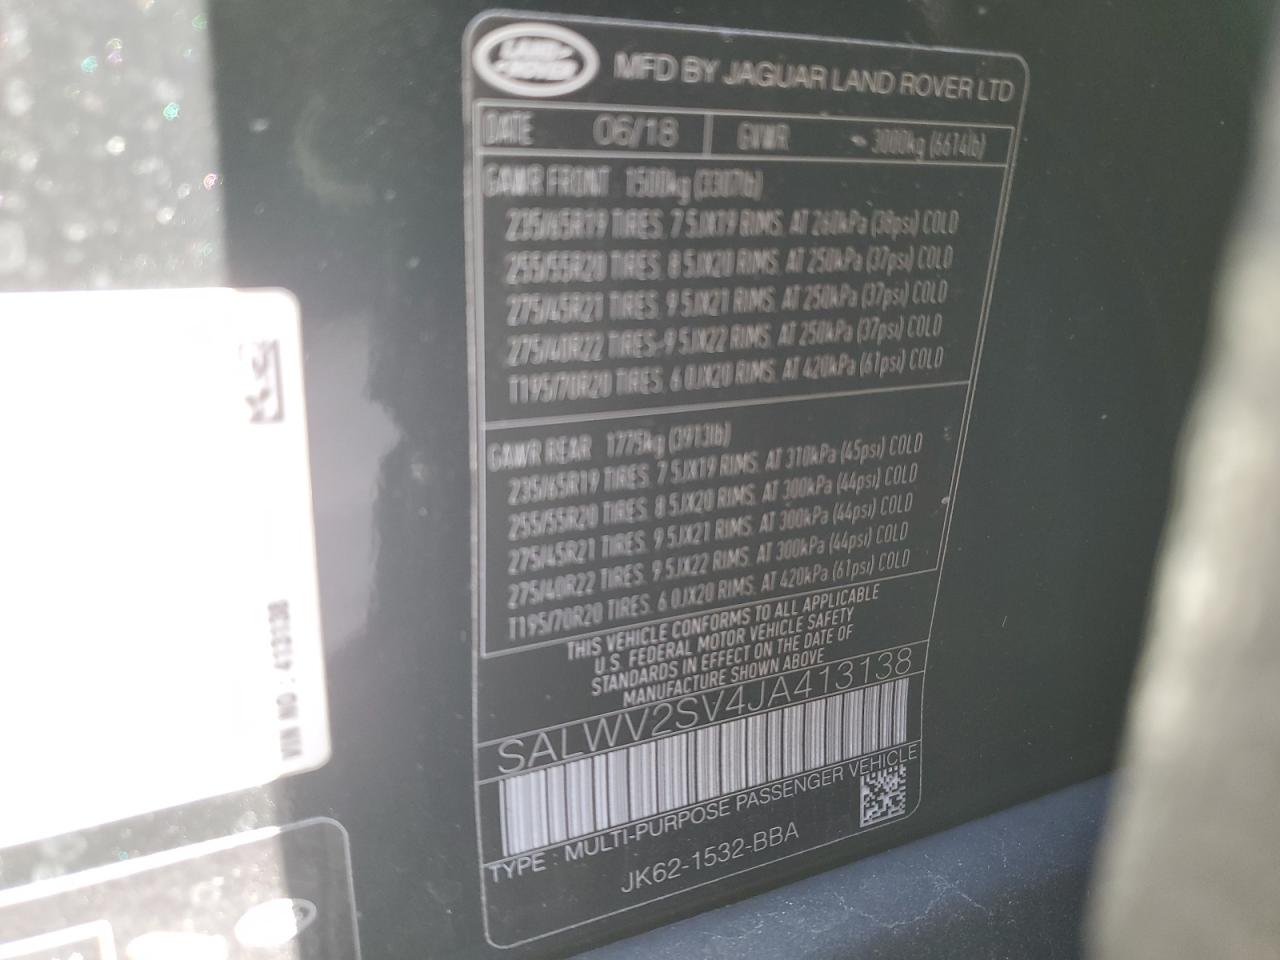 LAND-
ROVER
MFD BY JAGUAR LAND ROVER LTD
DATE 06/18 GVWR - 3000kg (6614lb)
GAWR FRONT 1500kg (3307lb)
235/65R19 TIRES, 7 5JX19 RIMS, AT 260kPa (38psi) COLD
255/55R20 TIRES, 8 5JX20 RIMS, AT 250kPa (37psi) COLD
275/45R21 TIRES, 9 5JX21 RIMS, AT 250kPa (37psi) COLD
275/40R22 TIRES-9 5JX22 RIMS, AT 250kPa (37psi) COLD
T195/70R20 TIRES, 6 0JX20 RIMS, AT 420kPa (61psi) COLD
GAWR REAR 1775kg (3913lb)
235/65R19 TIRES, 7 5JX19 RIMS, AT 310kPa (45psi) COLD
255/55R20 TIRES, 8 5JX20 RIMS, AT 300kPa (44psi) COLD
275/45R21 TIRES, 9 5JX21 RIMS, AT 300kPa (44psi) COLD
275/40R22 TIRES, 9 5JX22 RIMS, AT 300kPa (44psi) COLD
T195/70R20 TIRES, 6 0JX20 RIMS, AT 420kPa (61psi) COLD
THIS VEHICLE CONFORMS TO ALL APPLICABLE
U.S. FEDERAL MOTOR VEHICLE SAFETY
STANDARDS IN EFFECT ON THE DATE OF
MANUFACTURE SHOWN ABOVE
SALWV2SV4JA413138
TYPE : MULTI-PURPOSE PASSENGER VEHICLE
JK62-1532-BBA
VIN NO : 413138